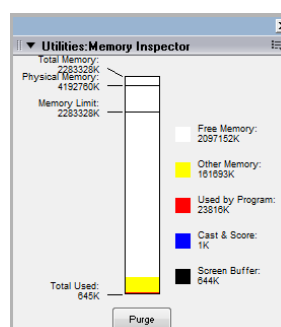 Utilities:Memory Inspector
Total Memory:
2283328K
Physical Memory:
4192760K
Memory Limit:
2283328K
Free Memory:
2097152K
Other Memory:
161693K
Used by Program:
23816K
Cast & Score:
1K
Screen Buffer:
644K
Total Used:
645K
Purge